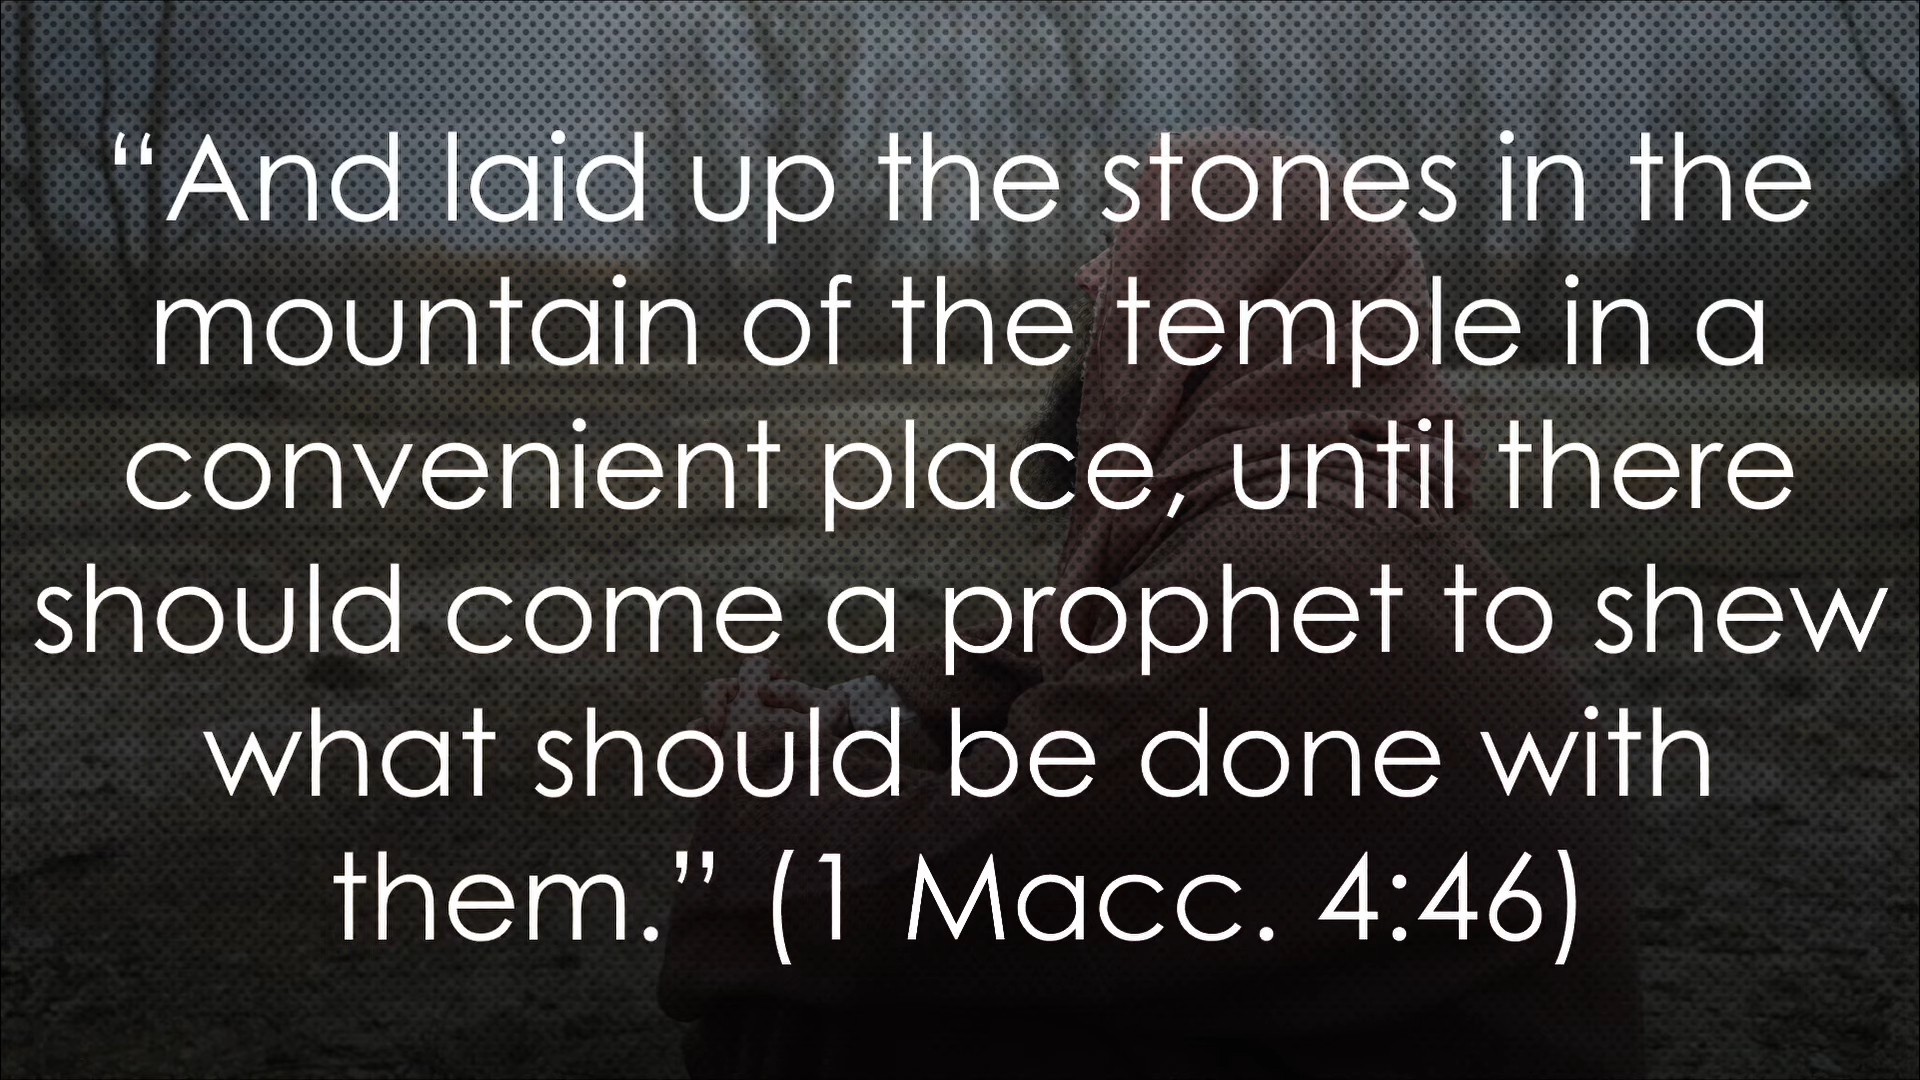 “And laid up the stones in the
mountain of the temple in a
convenient place, until there
should come a prophet to shew
what should be done with
them.” (1 Macc. 4:46)